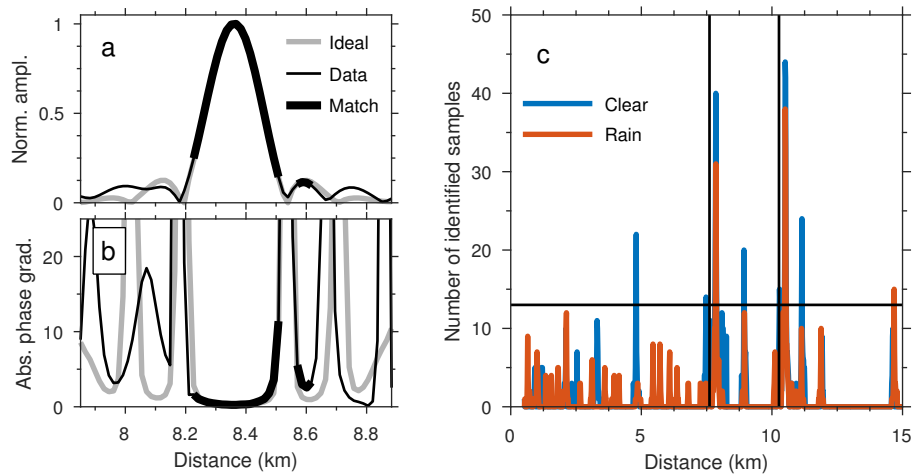 a
Norm. ampl.
1
0.5
0
Ideal
Data
Match
b
Abs. phase grad.
20
10
0
8 8.2 8.4 8.6 8.8
Distance (km)
c
Number of identified samples
50
40
30
20
10
0
Clear
Rain
0 5 10 15
Distance (km)